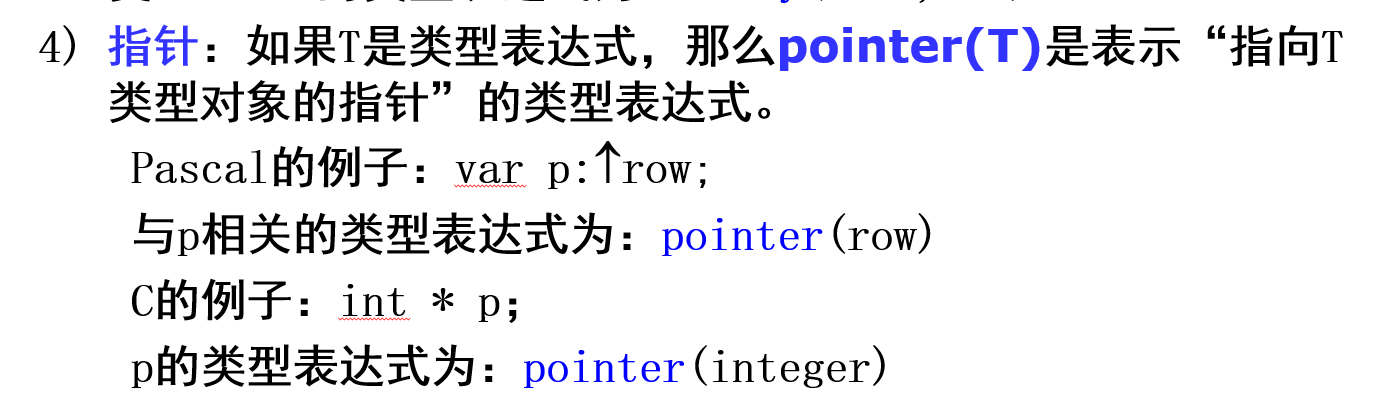 4) 指针：如果T是类型表达式，那么pointer(T)是表示“指向T
类型对象的指针”的类型表达式。
Pascal的例子：var p:↑row;
与p相关的类型表达式为：pointer(row)
C的例子：int * p；
p的类型表达式为：pointer(integer)